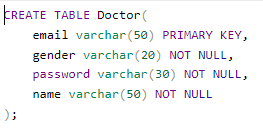 CREATE TABLE Doctor(
    email varchar(50) PRIMARY KEY,
    gender varchar(20) NOT NULL,
    password varchar(30) NOT NULL,
    name varchar(50) NOT NULL
);